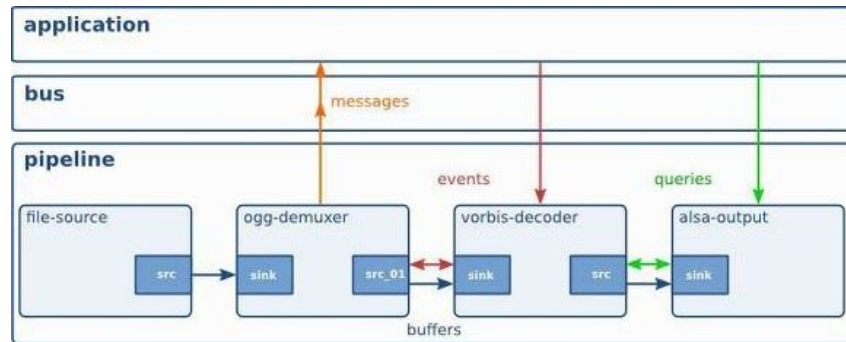 application
bus
messages
pipeline
events
queries
file-source
ogg-demuxer
vorbis-decoder
alsa-output
src
sink
src_01
sink
src
sink
buffers